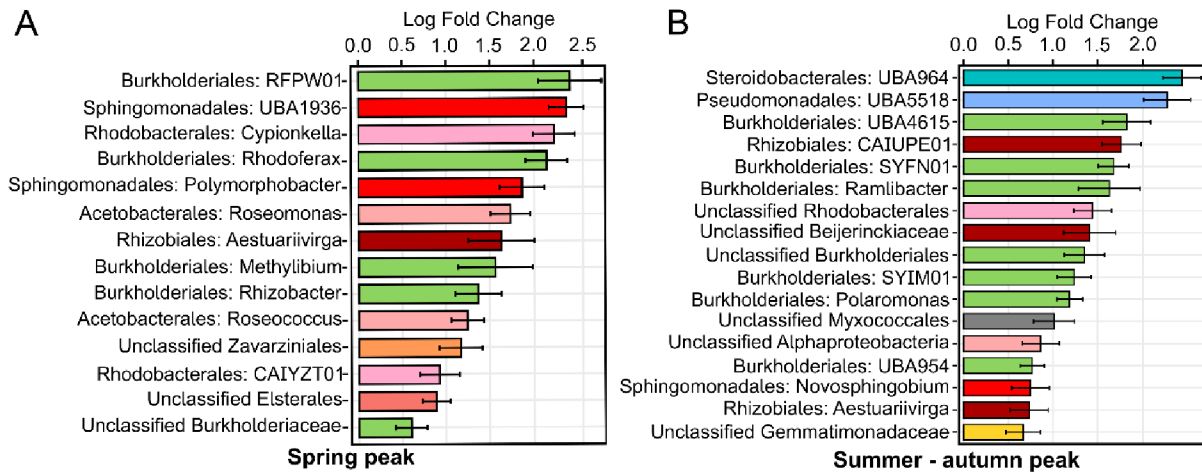 A
Log Fold Change
0.0 0.5 1.0 1.5 2.0 2.5
Burkholderiales: RFPW01
Sphingomonadales: UBA1936
Rhodobacterales: Cypionkella
Burkholderiales: Rhodoferax
Sphingomonadales: Polymorphobacter
Acetobacterales: Roseomonas
Rhizobiales: Aestuariivirga
Burkholderiales: Methylibium
Burkholderiales: Rhizobacter
Acetobacterales: Roseococcus
Unclassified Zavarziniales
Rhodobacterales: CAIYZT01
Unclassified Elsterales
Unclassified Burkholderiaceae
Spring peak
B
Log Fold Change
0.0 0.5 1.0 1.5 2.0
Steroidobacterales: UBA964
Pseudomonadales: UBA5518
Burkholderiales: UBA4615
Rhizobiales: CAIUPE01
Burkholderiales: SYFN01
Burkholderiales: Ramlibacter
Unclassified Rhodobacterales
Unclassified Beijerinckiaceae
Unclassified Burkholderiales
Burkholderiales: SYIM01
Burkholderiales: Polaromonas
Unclassified Myxococcales
Unclassified Alphaproteobacteria
Burkholderiales: UBA954
Sphingomonadales: Novosphingobium
Rhizobiales: Aestuariivirga
Unclassified Gemmatimonadaceae
Summer - autumn peak